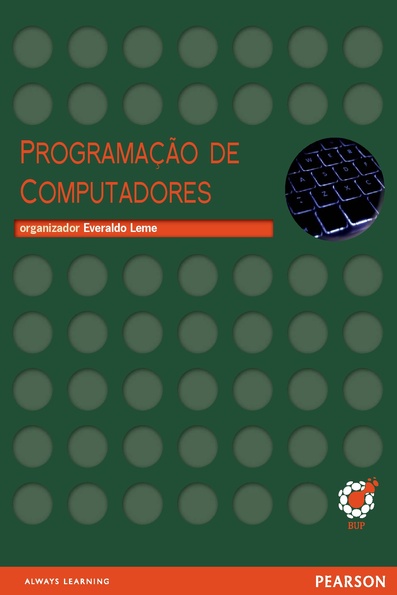 PROGRAMAÇÃO DE
COMPUTADORES
organizador Everaldo Leme
BUP
ALWAYS LEARNING
PEARSON